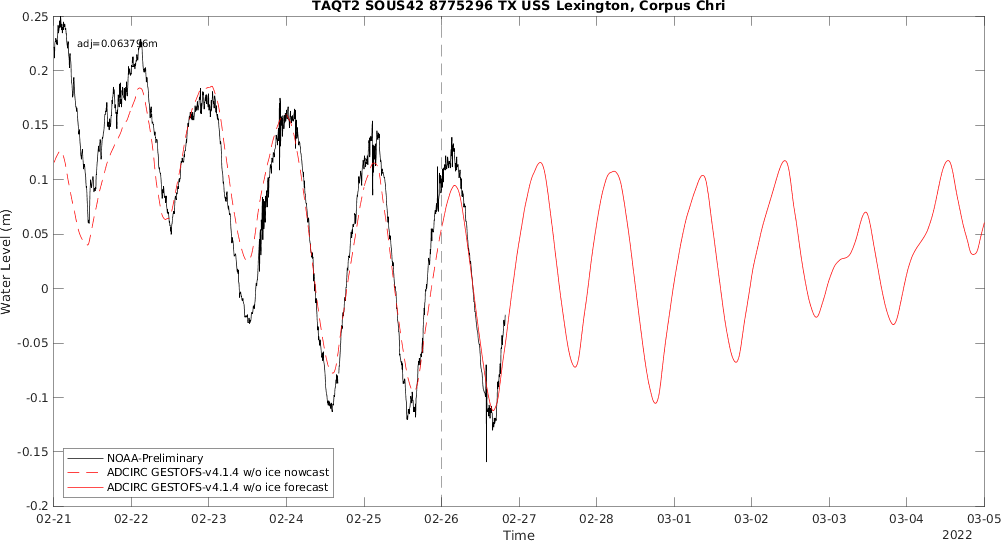 TAQT2 SOUS42 8775296 TX USS Lexington, Corpus Chri
adj=0.063796m
0.25
0.2
0.15
0.1
0.05
0
-0.05
-0.1
-0.15
-0.2
Water Level (m)
NOAA-Preliminary
ADCIRC GESTOFS-v4.1.4 w/o ice nowcast
ADCIRC GESTOFS-v4.1.4 w/o ice forecast
02-21 02-22 02-23 02-24 02-25 02-26 02-27 02-28 03-01 03-02 03-03 03-04 03-05
Time
2022